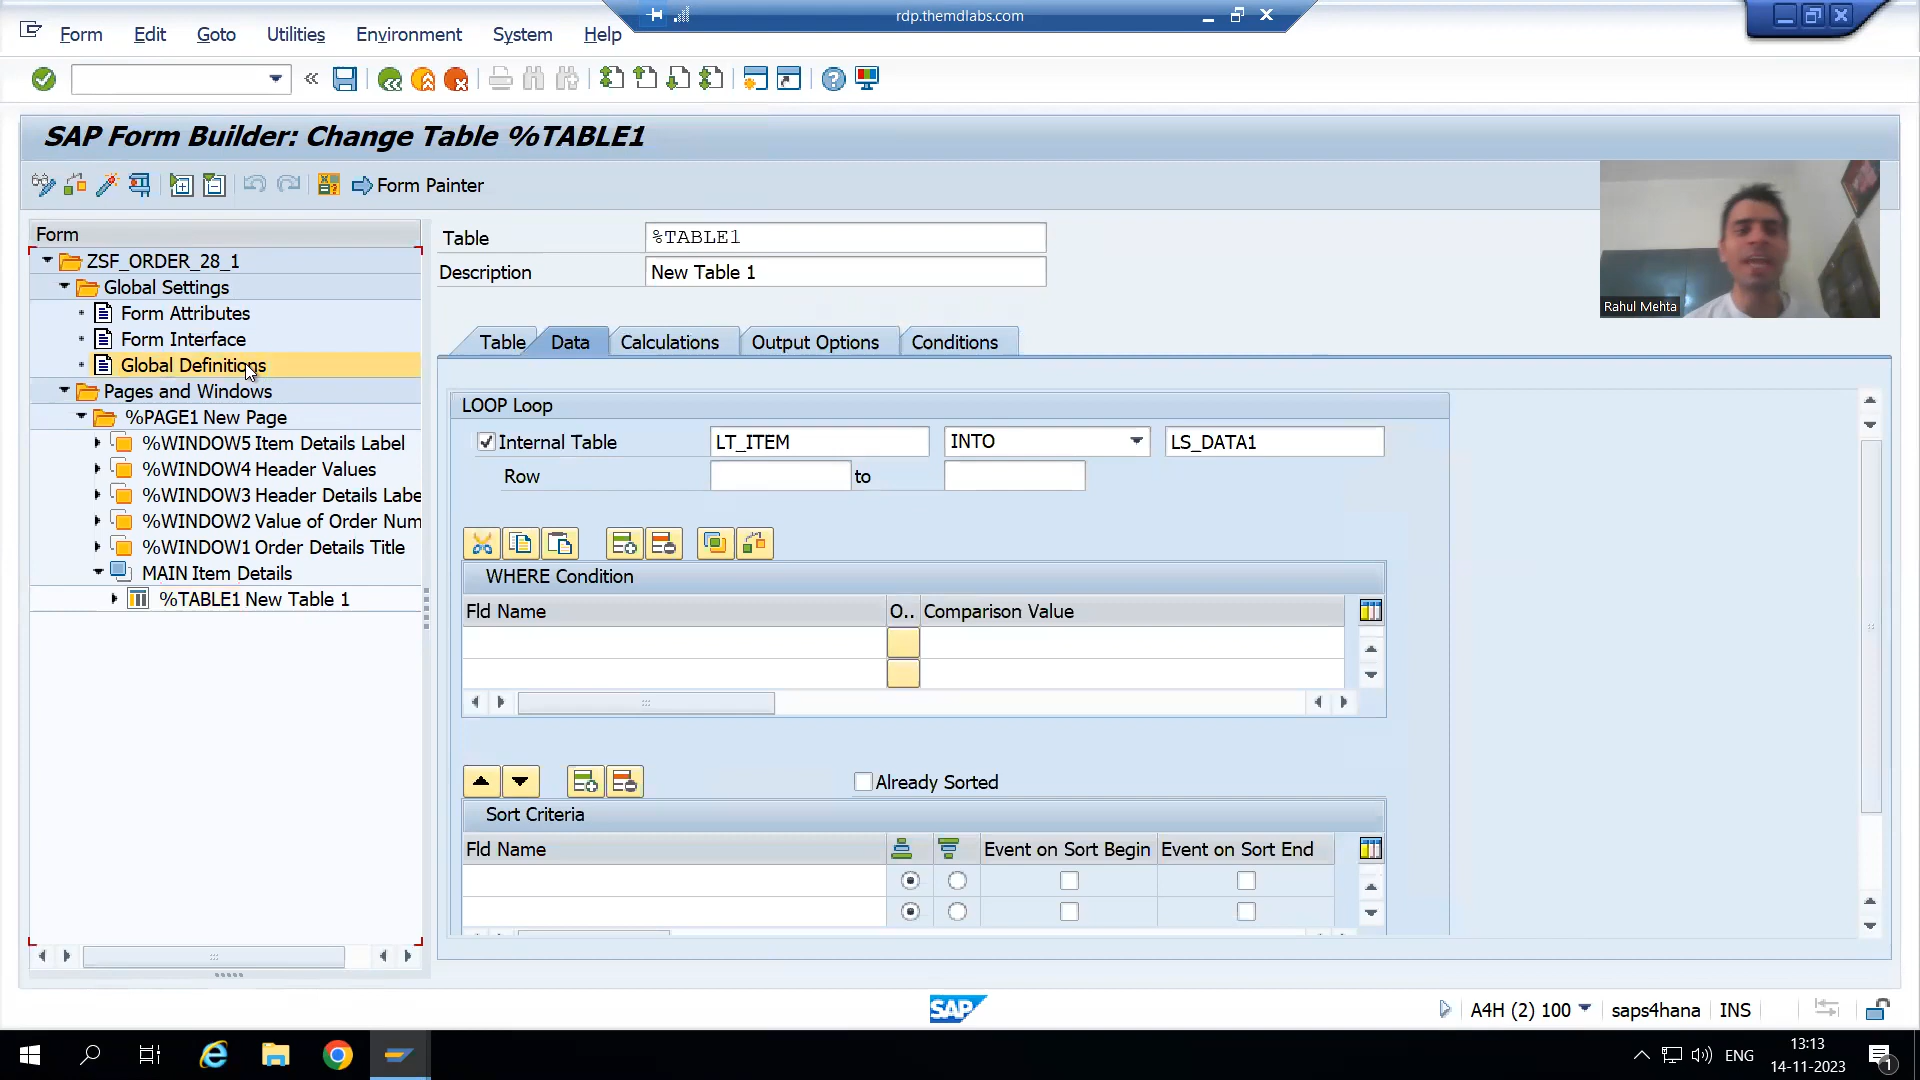 rdp.themdlabs.com
Form Edit Goto Utilities Environment System Help
SAP Form Builder: Change Table %TABLE1
Form Painter
Form
ZSF_ORDER_28_1
Global Settings
Form Attributes
Form Interface
Global Definitions
Pages and Windows
%PAGE1 New Page
%WINDOW5 Item Details Label
%WINDOW4 Header Values
%WINDOW3 Header Details Labe
%WINDOW2 Value of Order Num
%WINDOW1 Order Details Title
MAIN Item Details
%TABLE1 New Table 1
Table %TABLE1
Description New Table 1
Rahul Mehta
Table Data Calculations Output Options Conditions
LOOP Loop
Internal Table LT_ITEM INTO LS_DATA1
Row to
WHERE Condition
Fld Name O.. Comparison Value
Already Sorted
Sort Criteria
Fld Name Event on Sort Begin Event on Sort End
SAP
A4H (2) 100 saps4hana INS
ENG
13:13
14-11-2023
1